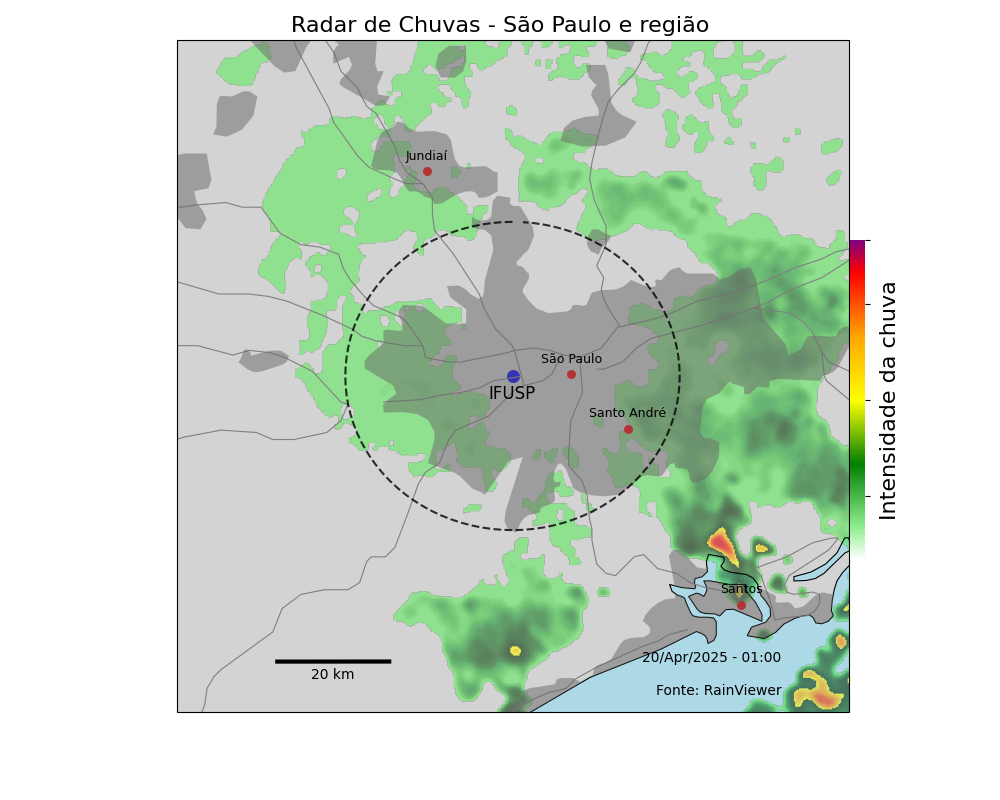 Radar de Chuvas - São Paulo e região
Jundiaí
São Paulo
IFUSP
Santo André
Santos
20 km
20/Apr/2025 - 01:00
Fonte: RainViewer
Intensidade da chuva